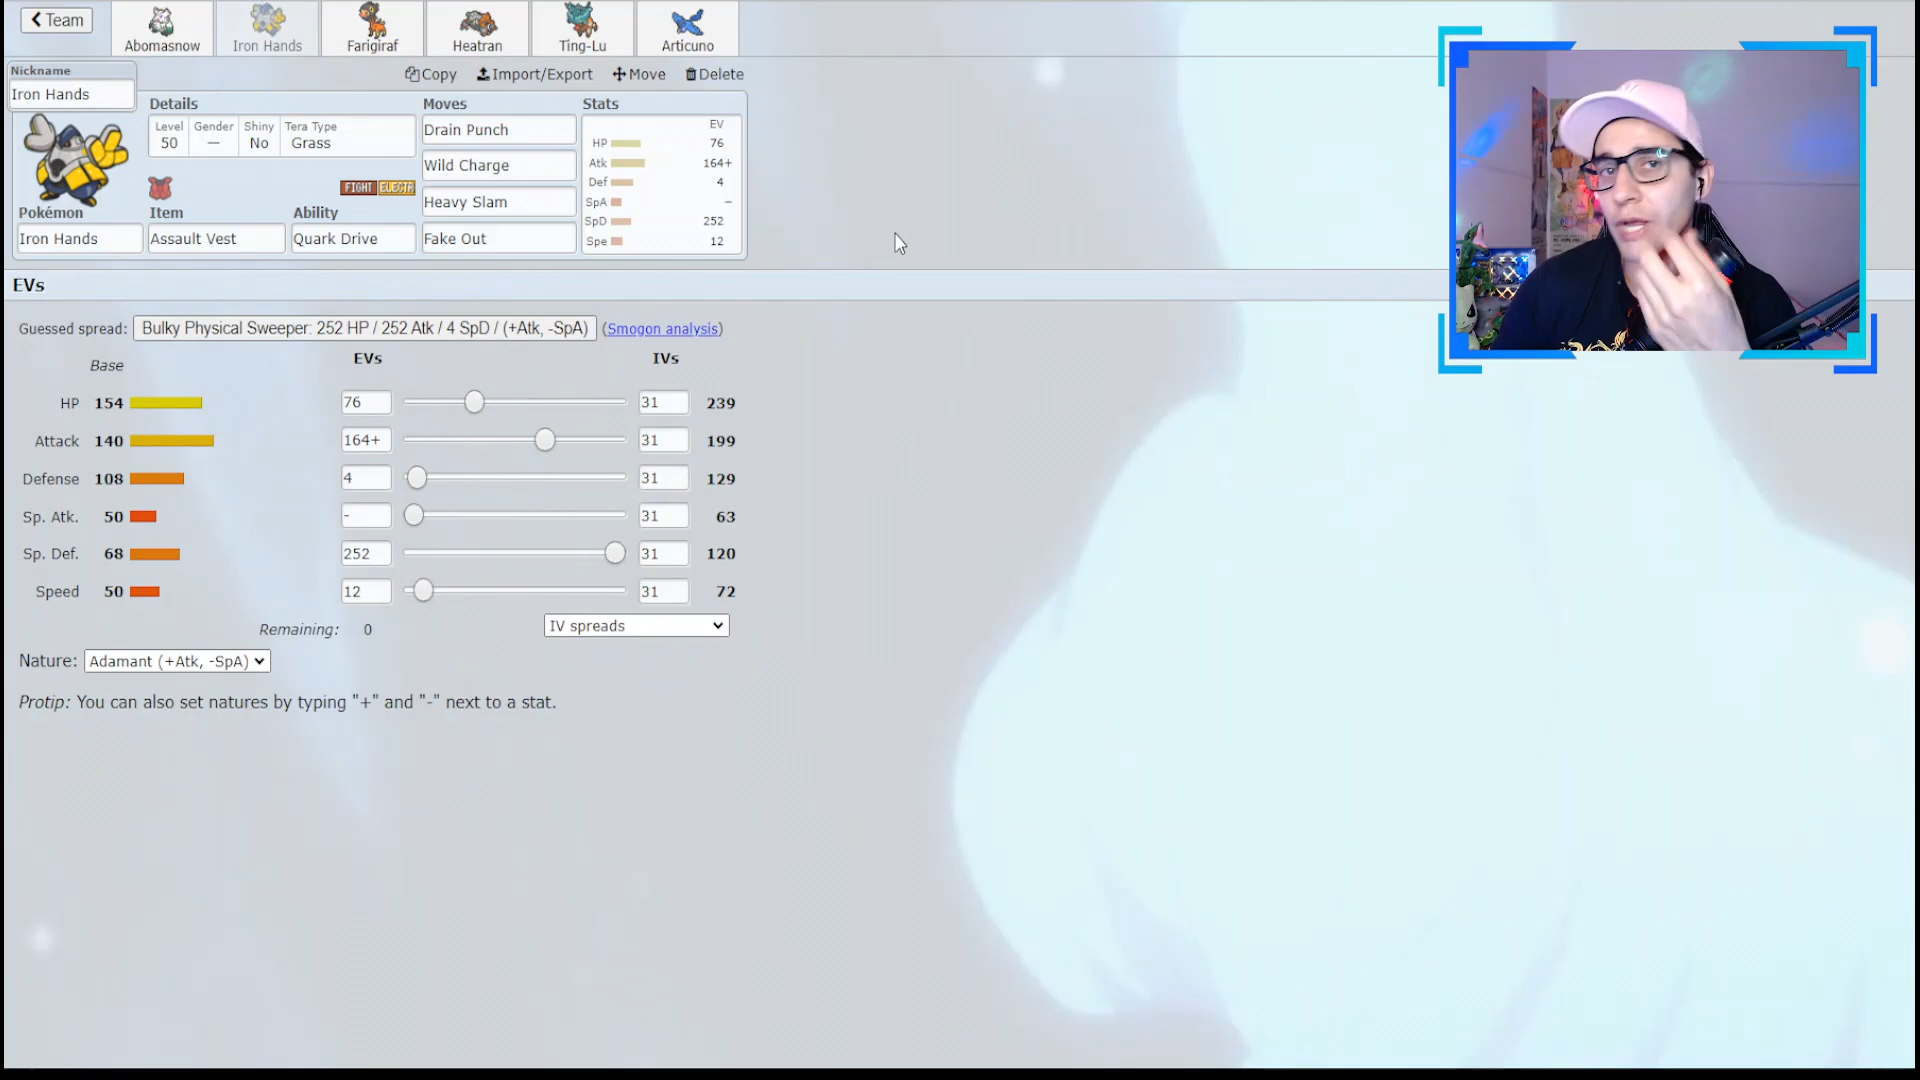 Team
Abomasnow
Iron Hands
Farigiraf
Heatran
Ting-Lu
Articuno
Nickname
Iron Hands
Copy Import/Export Move Delete
Details
Moves
Stats
Level
50
Gender
—
Shiny
No
Tera Type
Grass
FIGHT ELECTR
Pokémon
Iron Hands
Item
Assault Vest
Ability
Quark Drive
Drain Punch
Wild Charge
Heavy Slam
Fake Out
EV
HP 76
Atk 164+
Def 4
SpA –
SpD 252
Spe 12
EVs
Guessed spread: Bulky Physical Sweeper: 252 HP / 252 Atk / 4 SpD / (+Atk, -SpA) (Smogon analysis)
Base EVs IVs
HP 154 76 31 239
Attack 140 164+ 31 199
Defense 108 4 31 129
Sp. Atk. 50 - 31 63
Sp. Def. 68 252 31 120
Speed 50 12 31 72
Remaining: 0 IV spreads
Nature: Adamant (+Atk, -SpA)
Protip: You can also set natures by typing "+" and "-" next to a stat.